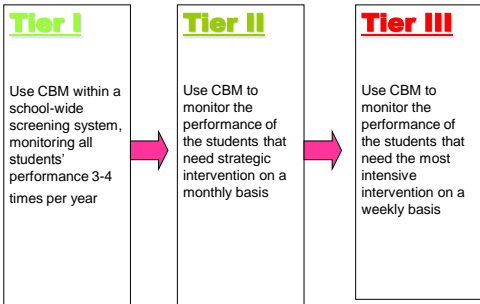 Tier I
Use CBM within a
school-wide
screening system,
monitoring all
students'
performance 3-4
times per year
Tier II
Use CBM to
monitor the
performance of
the students that
need strategic
intervention on a
monthly basis
Tier III
Use CBM to
monitor the
performance of
the students that
need the most
intensive
intervention on a
weekly basis